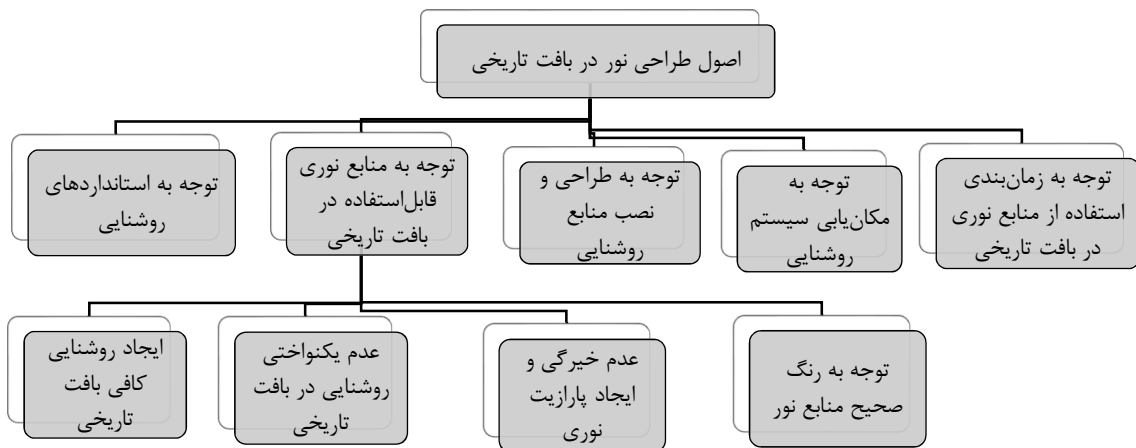 اصول طراحی نور در بافت تاریخی
توجه به زمان‌بندی
استفاده از منابع نوری
در بافت تاریخی
توجه به
مکان‌یابی سیستم
روشنایی
توجه به طراحی و
نصب منابع
روشنایی
توجه به منابع نوری
قابل‌استفاده در
بافت تاریخی
توجه به استانداردهای
روشنایی
توجه به رنگ
صحیح منابع نور
عدم خیرگی و
ایجاد پارازیت
نوری
عدم یکنواختی
روشنایی در بافت
تاریخی
ایجاد روشنایی
کافی بافت
تاریخی